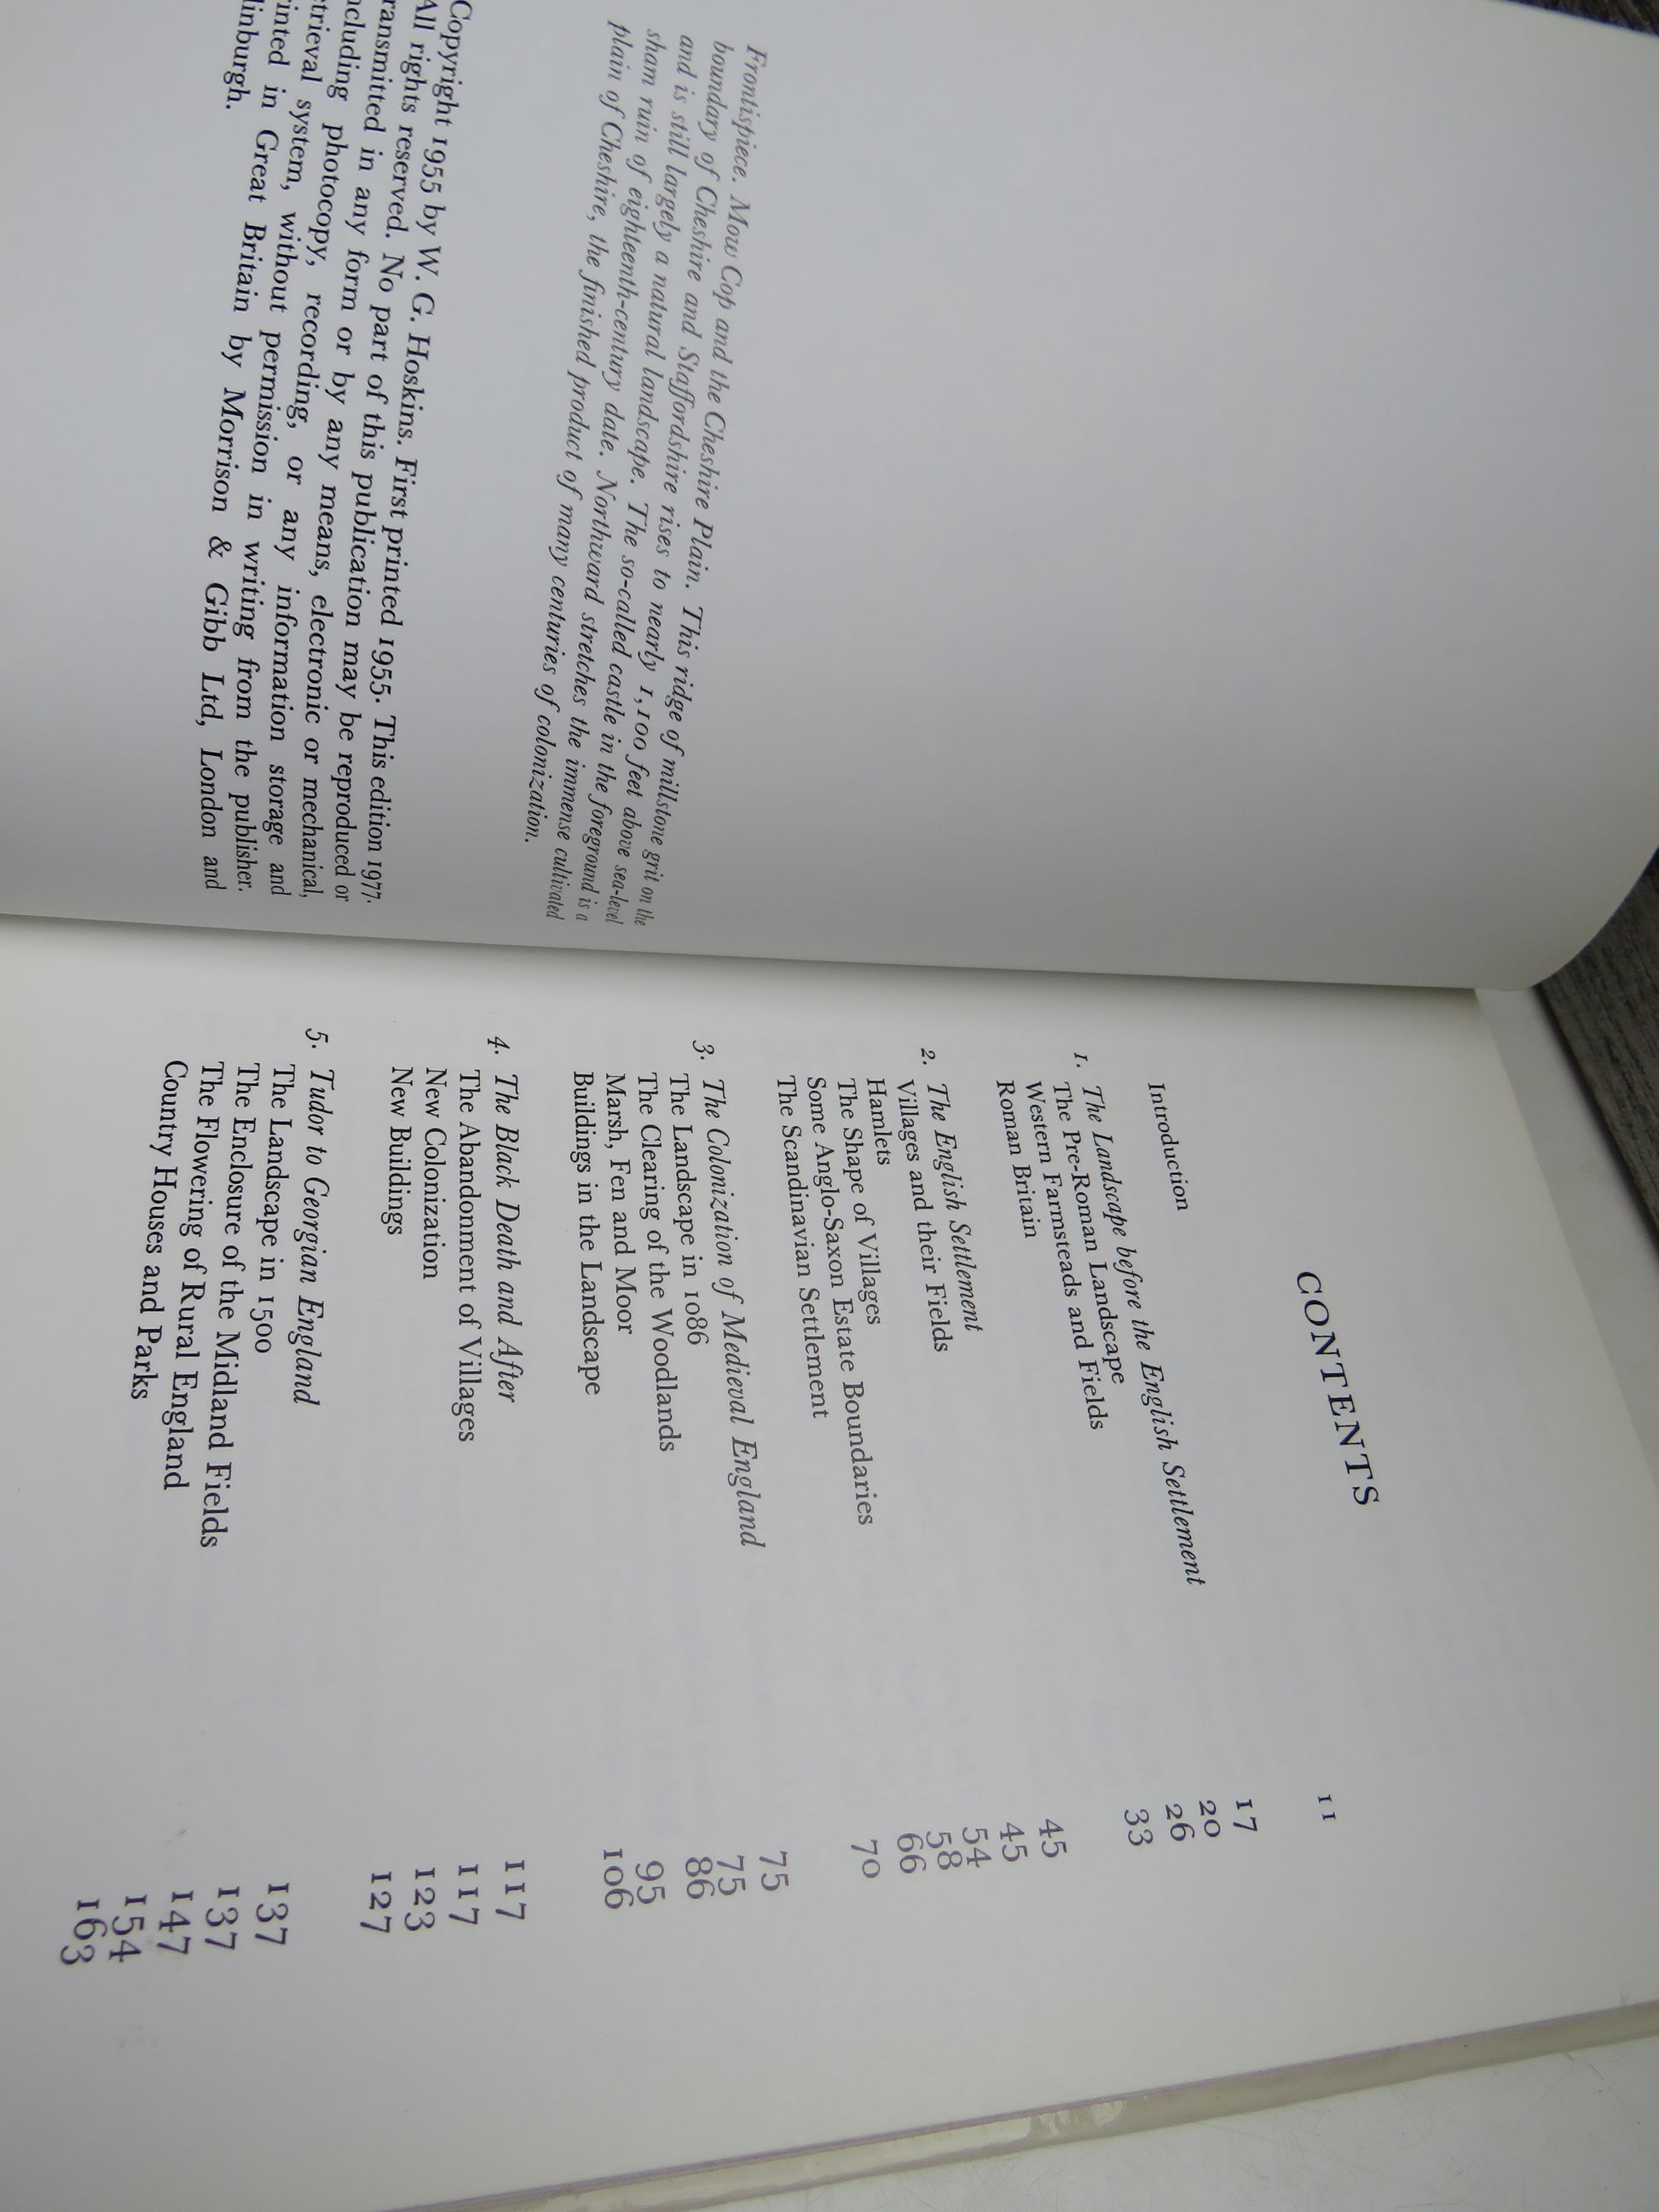 Frontispiece. Mow Cop and the Cheshire Plain. This ridge of millstone grit on the
boundary of Cheshire and Staffordshire rises to nearly 1,100 feet above sea-level
and is still largely a natural landscape. The so-called castle in the foreground is a
sham ruin of eighteenth-century date. Northward stretches the immense cultivated
plain of Cheshire, the finished product of many centuries of colonization.
Copyright 1955 by W. G. Hoskins. First printed 1955. This edition 1977.
All rights reserved. No part of this publication may be reproduced or
ransmitted in any form or by any means, electronic or mechanical,
ncluding photocopy, recording, or any information storage and
trieval system, without permission in writing from the publisher.
inted in Great Britain by Morrison & Gibb Ltd, London and
linburgh.
CONTENTS
Introduction 11
1. The Landscape before the English Settlement 17
The Pre-Roman Landscape 20
Western Farmsteads and Fields 26
Roman Britain 33
2. The English Settlement 45
Villages and their Fields 45
Hamlets 54
The Shape of Villages 58
Some Anglo-Saxon Estate Boundaries 66
The Scandinavian Settlement 70
3. The Colonization of Medieval England 75
The Landscape in 1086 75
The Clearing of the Woodlands 86
Marsh, Fen and Moor 95
Buildings in the Landscape 106
4. The Black Death and After 117
The Abandonment of Villages 117
New Colonization 123
New Buildings 127
5. Tudor to Georgian England 137
The Landscape in 1500 137
The Enclosure of the Midland Fields 147
The Flowering of Rural England 154
Country Houses and Parks 163